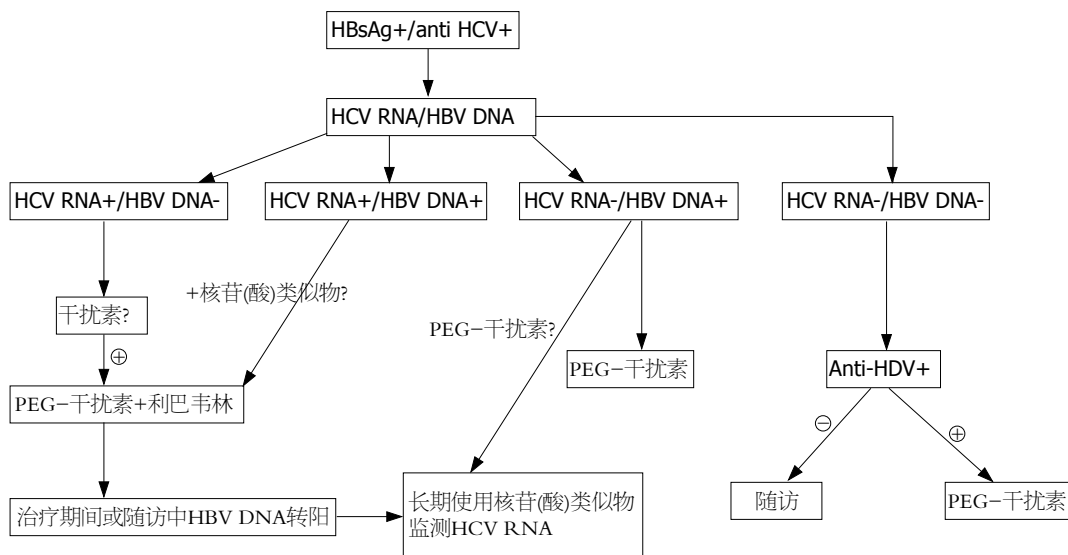 HBsAg+/anti HCV+
HCV RNA/HBV DNA
HCV RNA+/HBV DNA-
HCV RNA+/HBV DNA+
HCV RNA-/HBV DNA+
HCV RNA-/HBV DNA-
+核苷(酸)类似物?
干扰素?
PEG-干扰素?
⊕
PEG-干扰素
Anti-HDV+
PEG-干扰素+利巴韦林
⊖
⊕
治疗期间或随访中HBV DNA转阳
长期使用核苷(酸)类似物
监测HCV RNA
随访
PEG-干扰素